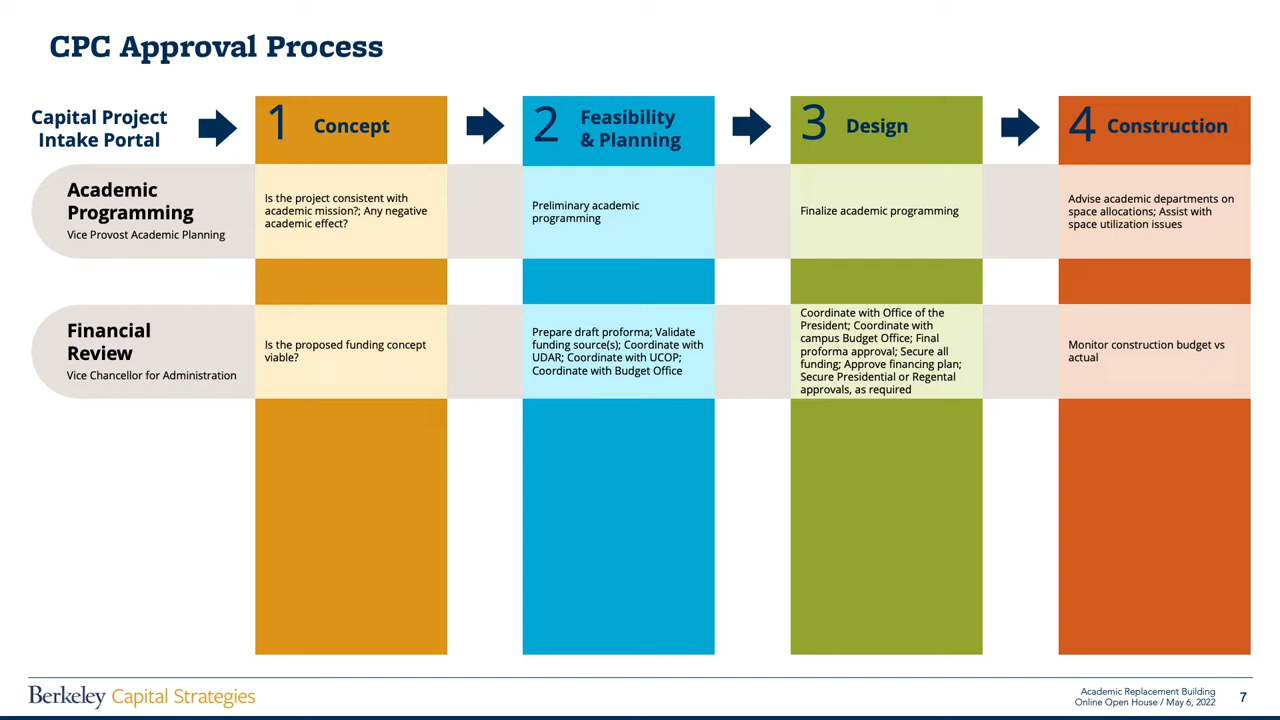 CPC Approval Process
Capital Project
Intake Portal
1 Concept
2 Feasibility
& Planning
3 Design
4 Construction
Academic
Programming
Vice Provost Academic Planning
Is the project consistent with
academic mission?; Any negative
academic effect?
Preliminary academic
programming
Finalize academic programming
Advise academic departments on
space allocations; Assist with
space utilization issues
Financial
Review
Vice Chancellor for Administration
Is the proposed funding concept
viable?
Prepare draft proforma; Validate
funding source(s); Coordinate with
UDAR; Coordinate with UCOP;
Coordinate with Budget Office
Coordinate with Office of the
President; Coordinate with
campus Budget Office; Final
proforma approval; Secure all
funding; Approve financing plan;
Secure Presidential or Regental
approvals, as required
Monitor construction budget vs
actual
Berkeley Capital Strategies
Academic Replacement Building
Online Open House / May 6, 2022
7